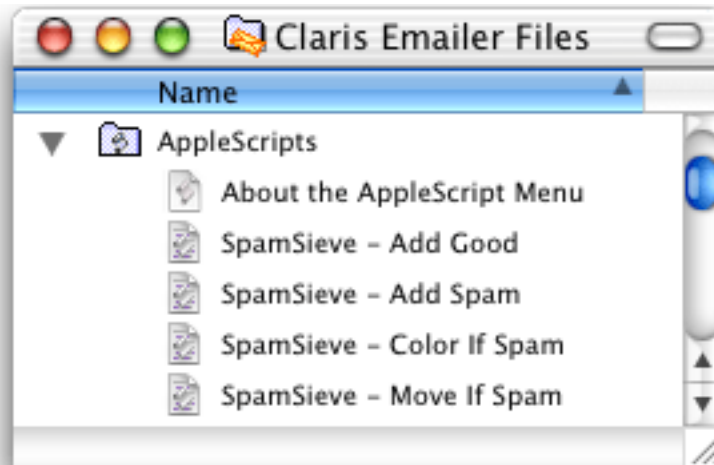 Claris Emailer Files
Name
AppleScripts
About the AppleScript Menu
SpamSieve – Add Good
SpamSieve – Add Spam
SpamSieve – Color If Spam
SpamSieve – Move If Spam